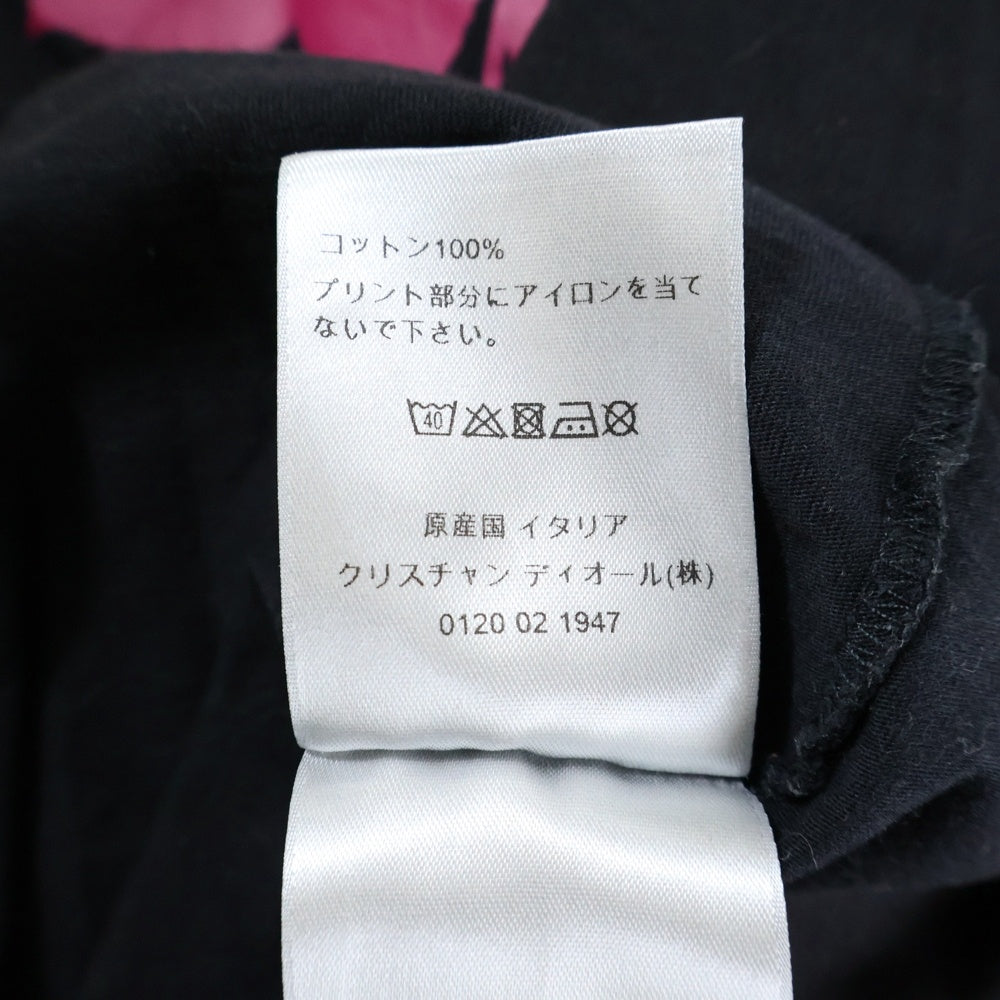 コットン100%
プリント部分にアイロンを当て
ないで下さい。
40
原産国 イタリア
クリスチャン ディオール(株)
0120 02 1947